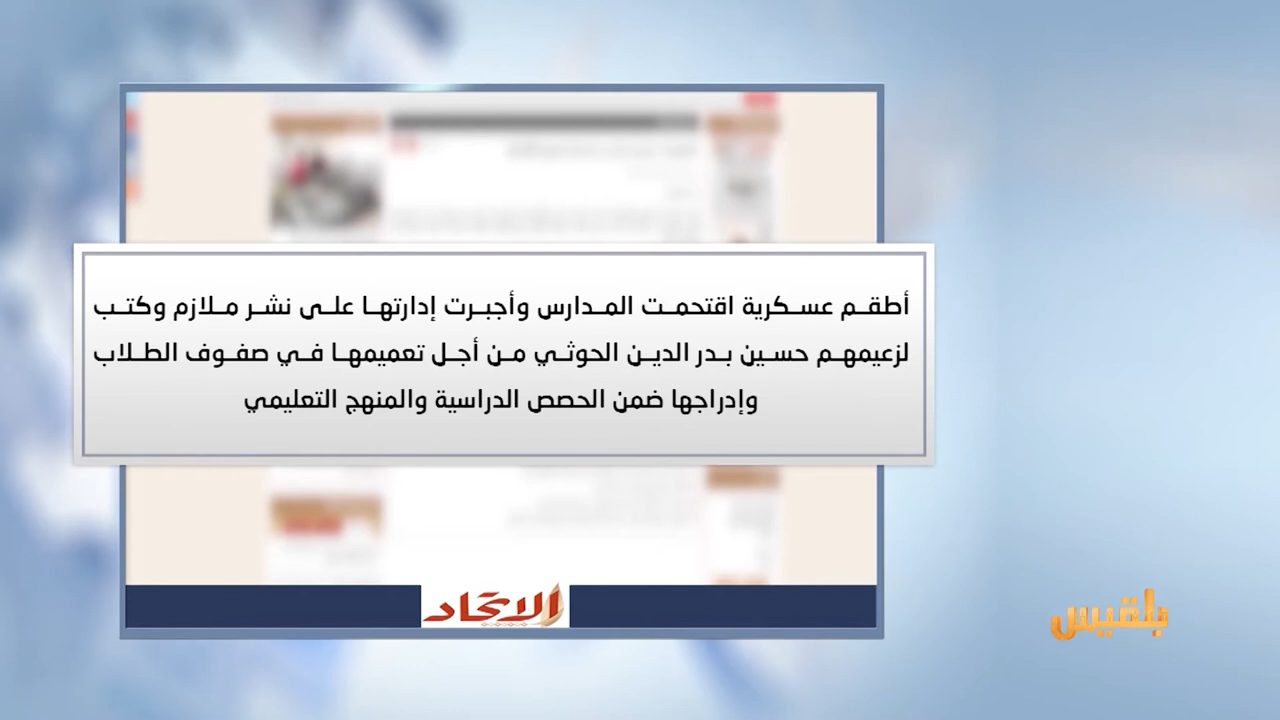 أطقم عسكرية اقتحمت المدارس وأجبرت إدارتها على نشر ملازم وكتب
لزعيمهم حسين بدر الدين الحوثي من أجل تعميمها في صفوف الطلاب
وإدراجها ضمن الحصص الدراسية والمنهج التعليمي
الاتحاد
بلقيس